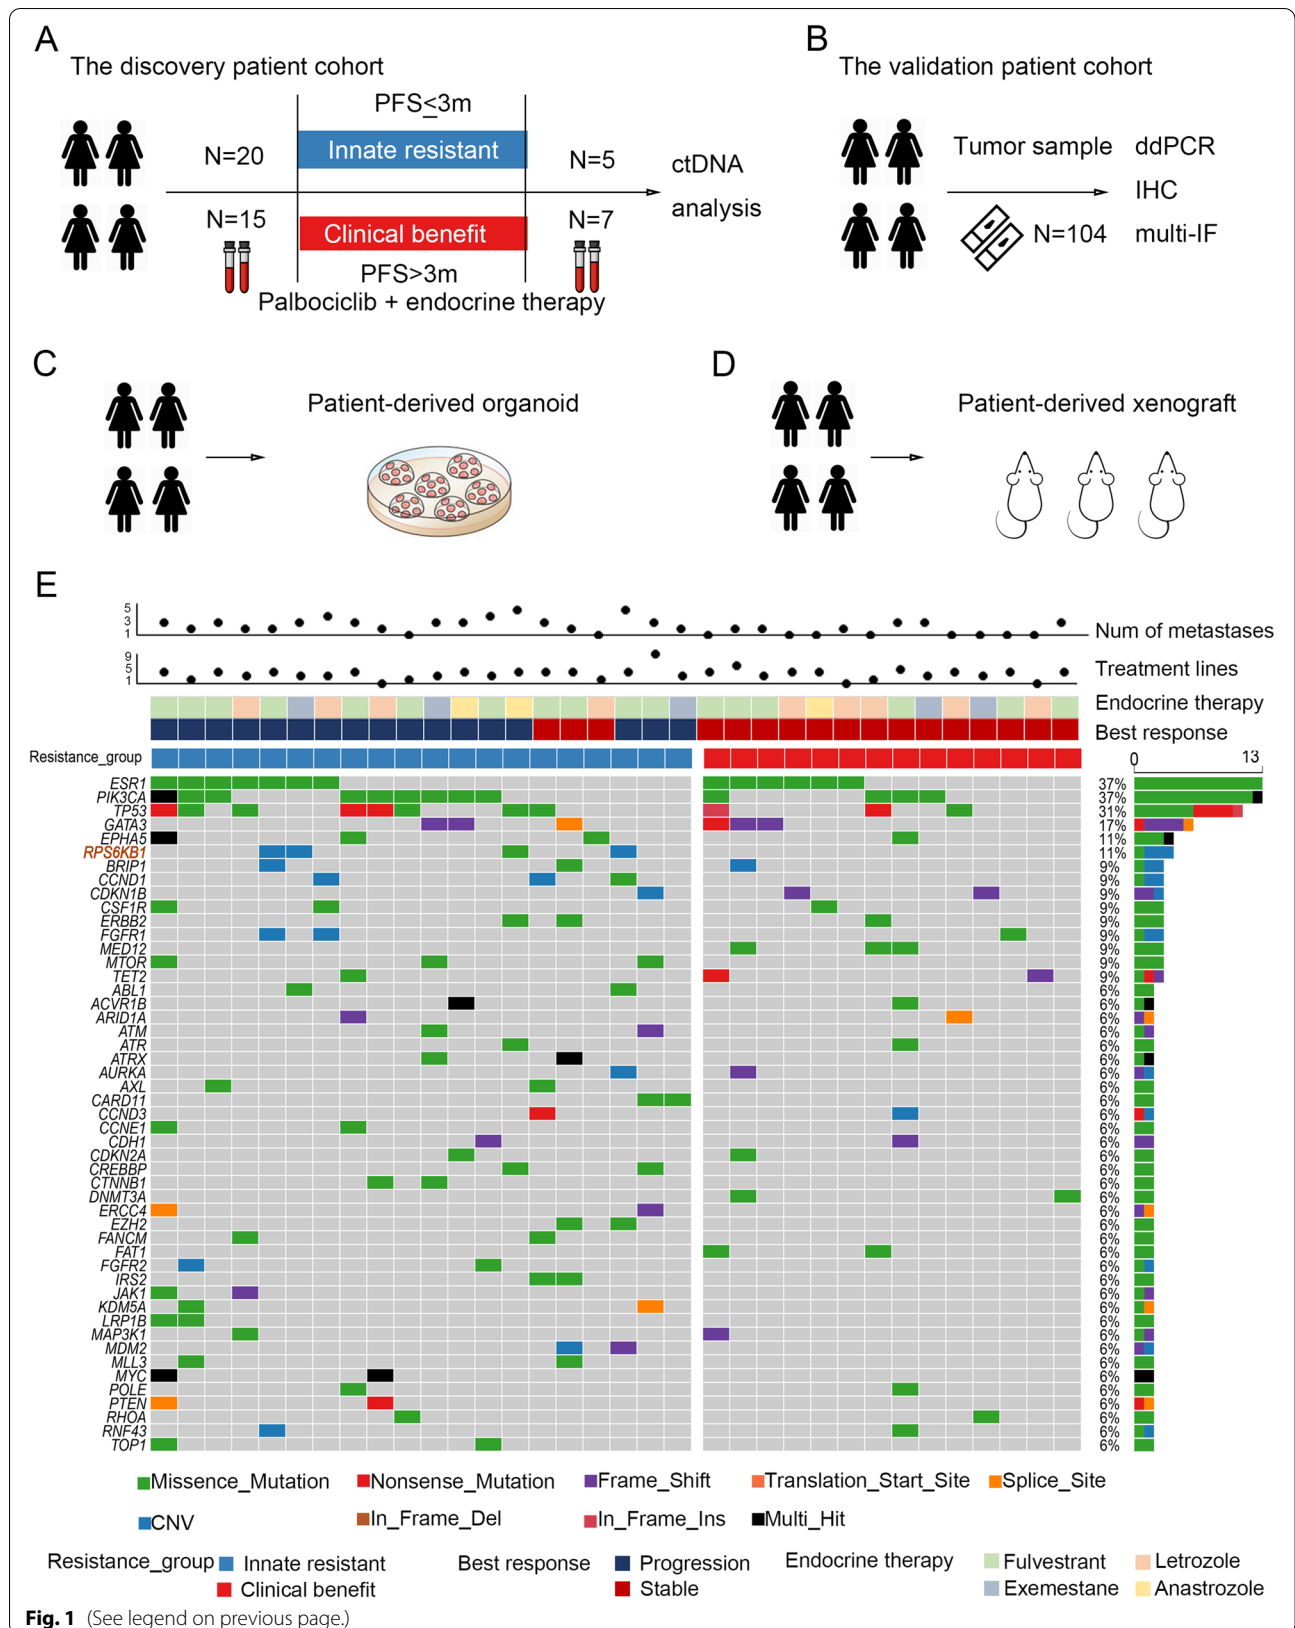 A
The discovery patient cohort
PFS≤3m
N=20
Innate resistant
N=5
ctDNA
analysis
N=15
Clinical benefit
N=7
PFS>3m
Palbociclib + endocrine therapy
B
The validation patient cohort
Tumor sample
N=104
ddPCR
IHC
multi-IF
C
Patient-derived organoid
D
Patient-derived xenograft
E
5
3
1
Num of metastases
9
5
1
Treatment lines
Endocrine therapy
Best response
Resistance_group
0 13
ESR1 37%
PIK3CA 37%
TP53 31%
GATA3 17%
EPHA5 11%
RPS6KB1 11%
BRIP1 9%
CCND1 9%
CDKN1B 9%
CSF1R 9%
ERBB2 9%
FGFR1 9%
MED12 9%
MTOR 9%
TET2 9%
ABL1 6%
ACVR1B 6%
ARID1A 6%
ATM 6%
ATR 6%
ATRX 6%
AURKA 6%
AXL 6%
CARD11 6%
CCND3 6%
CCNE1 6%
CDH1 6%
CDKN2A 6%
CREBBP 6%
CTNNB1 6%
DNMT3A 6%
ERCC4 6%
EZH2 6%
FANCM 6%
FAT1 6%
FGFR2 6%
IRS2 6%
JAK1 6%
KDM5A 6%
LRP1B 6%
MAP3K1 6%
MDM2 6%
MLL3 6%
MYC 6%
POLE 6%
PTEN 6%
RHOA 6%
RNF43 6%
TOP1 6%
Missence_Mutation Nonsense_Mutation Frame_Shift Translation_Start_Site Splice_Site
CNV In_Frame_Del In_Frame_Ins Multi_Hit
Resistance_group Innate resistant Best response Progression Endocrine therapy Fulvestrant Letrozole
Clinical benefit Stable Exemestane Anastrozole
Fig. 1 (See legend on previous page.)